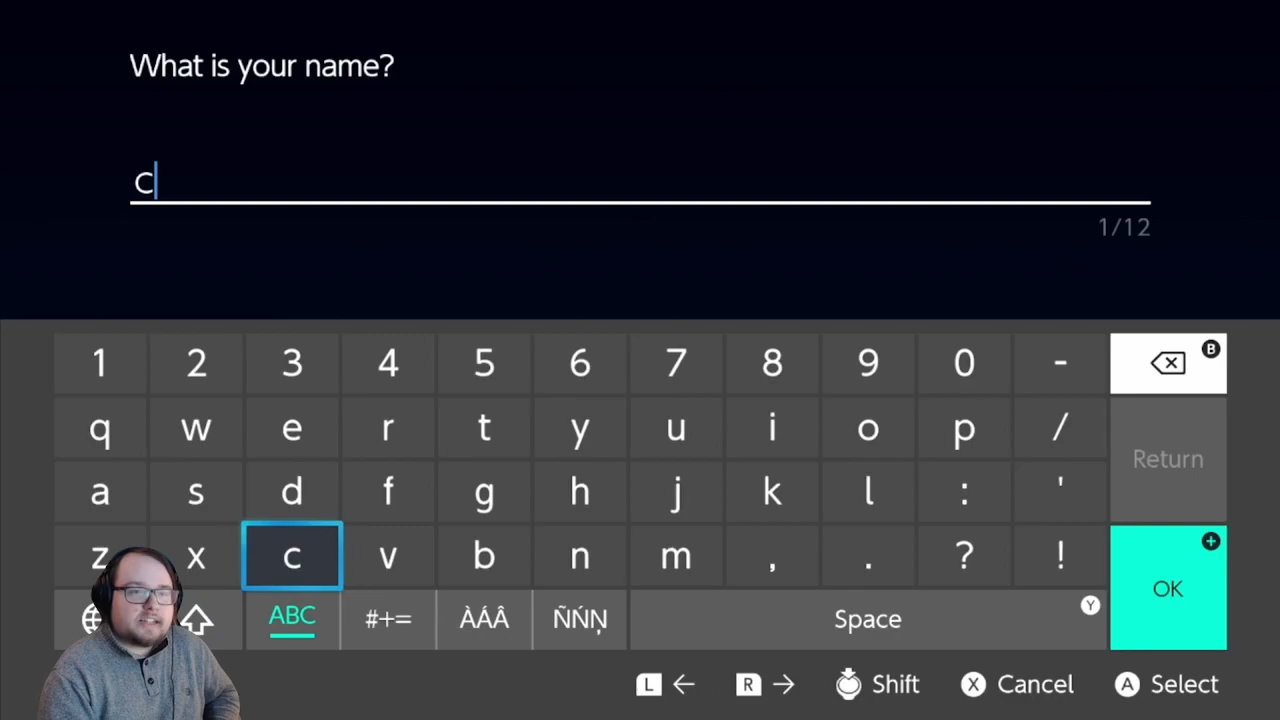 What is your name?
C
1/12
1 2 3 4 5 6 7 8 9 0 - B
q w e r t y u i o p / Return
a s d f g h j k l : '
z x c v b n m , . ? ! +
OK
ABC #+= ÀÁÂ ÑŃŅ Space Y
L ← R → Shift X Cancel A Select